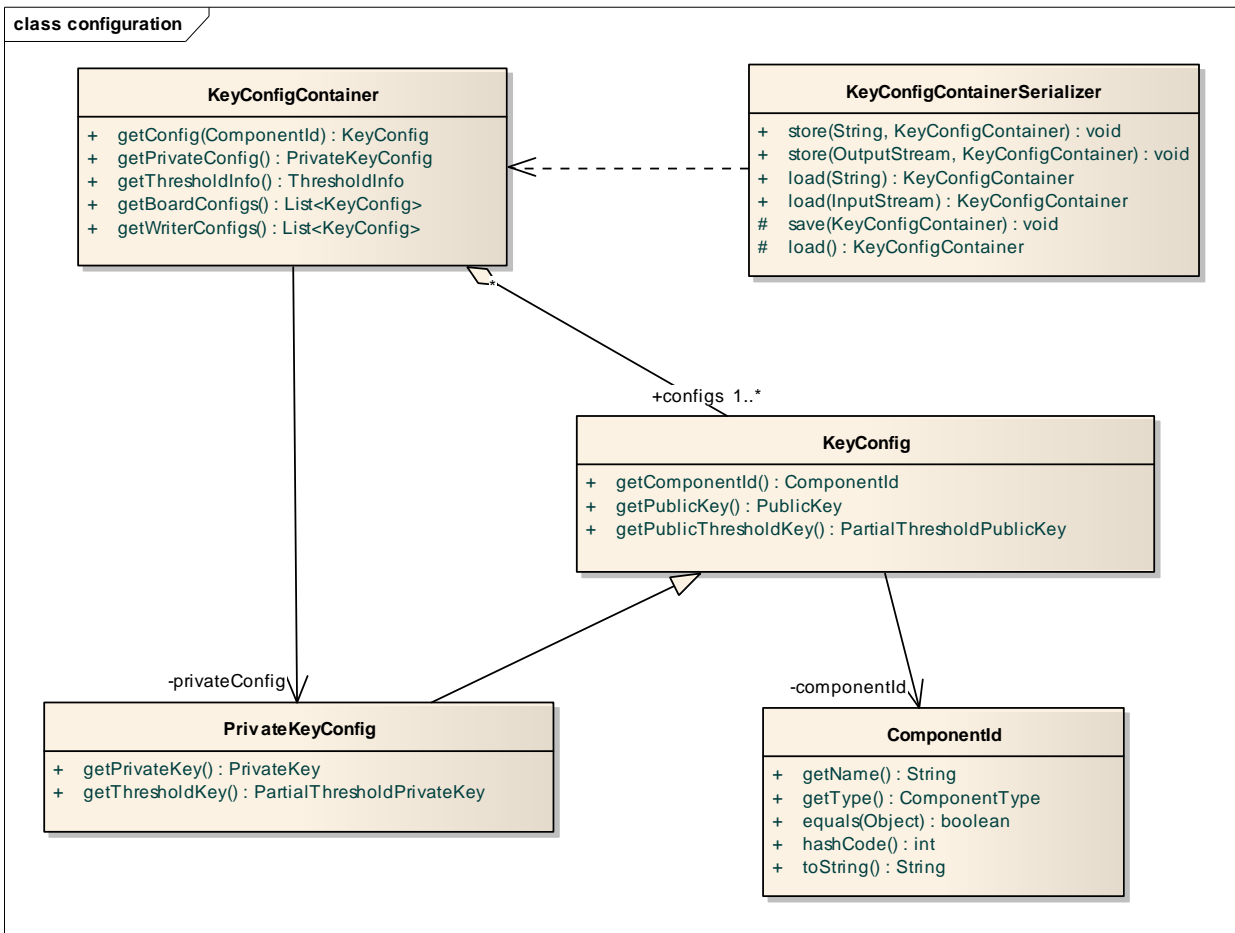 class configuration
KeyConfigContainer
+ getConfig(ComponentId) : KeyConfig
+ getPrivateConfig() : PrivateKeyConfig
+ getThresholdInfo() : ThresholdInfo
+ getBoardConfigs() : List<KeyConfig>
+ getWriterConfigs() : List<KeyConfig>
KeyConfigContainerSerializer
+ store(String, KeyConfigContainer) : void
+ store(OutputStream, KeyConfigContainer) : void
+ load(String) : KeyConfigContainer
+ load(InputStream) : KeyConfigContainer
# save(KeyConfigContainer) : void
# load() : KeyConfigContainer
*
+configs 1..*
KeyConfig
+ getComponentId() : ComponentId
+ getPublicKey() : PublicKey
+ getPublicThresholdKey() : PartialThresholdPublicKey
-privateConfig
-componentId
PrivateKeyConfig
+ getPrivateKey() : PrivateKey
+ getThresholdKey() : PartialThresholdPrivateKey
ComponentId
+ getName() : String
+ getType() : ComponentType
+ equals(Object) : boolean
+ hashCode() : int
+ toString() : String